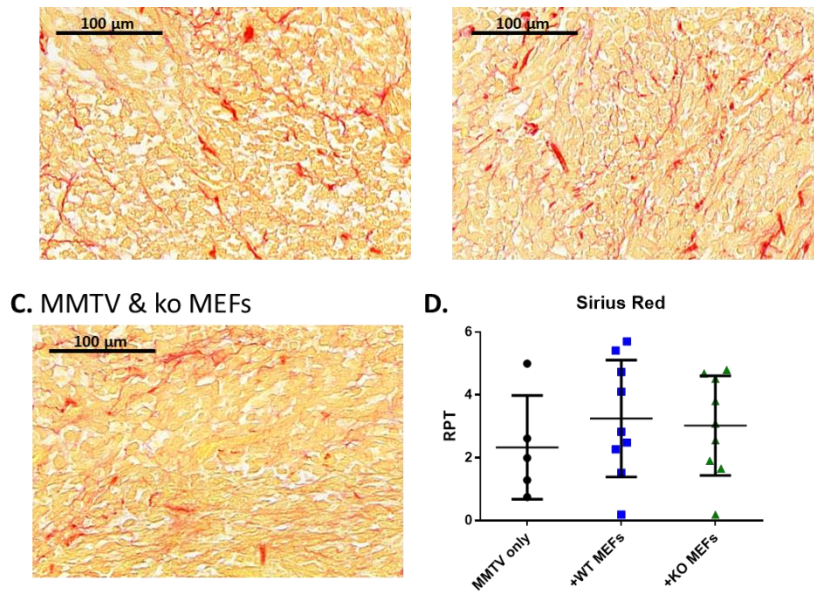 100 µm
100 µm
C. MMTV & ko MEFs
100 µm
D.
Sirius Red
6
4
2
0
RPT
MMTV only
+WT MEFs
+KO MEFs